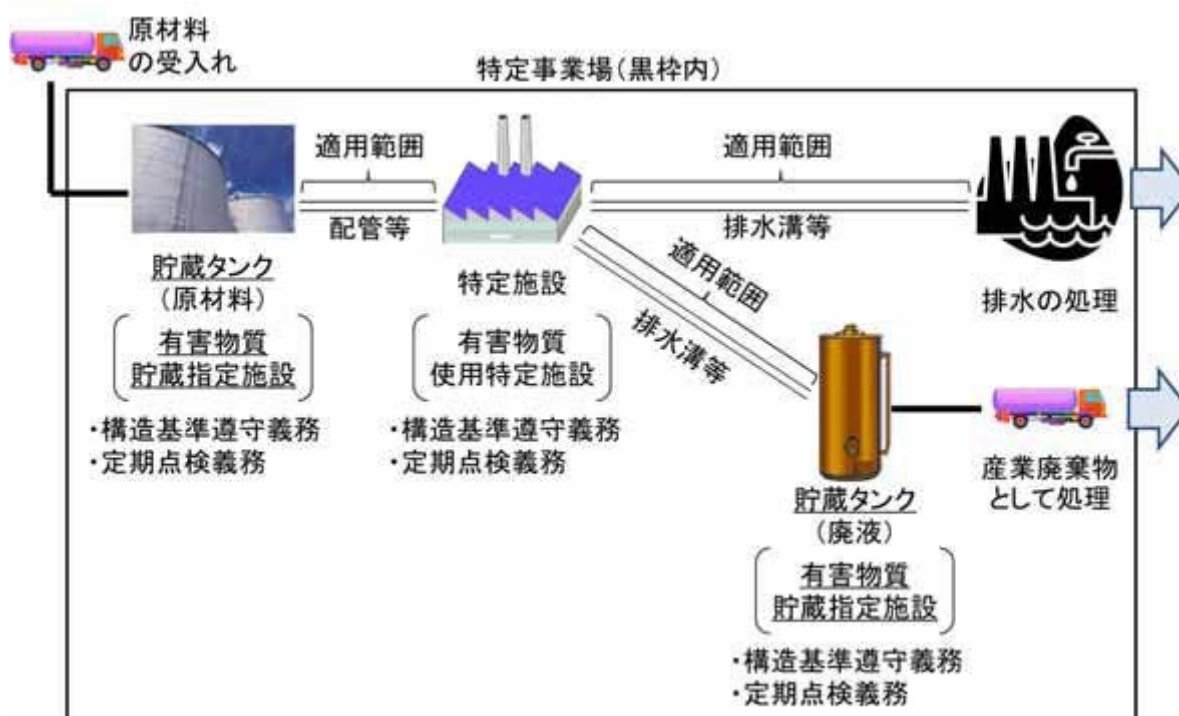 原材料
の受入れ
特定事業場（黒枠内）
適用範囲
配管等
適用範囲
排水溝等
適用範囲
排水溝等
貯蔵タンク
（原材料）
有害物質
貯蔵指定施設
・構造基準遵守義務
・定期点検義務
特定施設
有害物質
使用特定施設
・構造基準遵守義務
・定期点検義務
排水の処理
貯蔵タンク
（廃液）
有害物質
貯蔵指定施設
・構造基準遵守義務
・定期点検義務
産業廃棄物
として処理